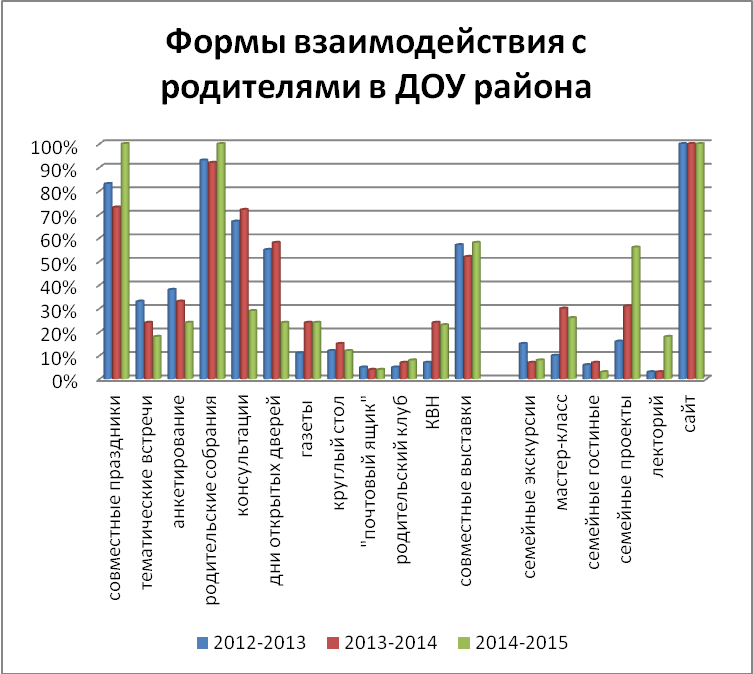 Формы взаимодействия с
родителями в ДОУ района
100%
90%
80%
70%
60%
50%
40%
30%
20%
10%
0%
совместные праздники
тематические встречи
анкетирование
родительские собрания
консультации
дни открытых дверей
газеты
круглый стол
"почтовый ящик"
родительский клуб
КВН
совместные выставки
семейные экскурсии
мастер-класс
семейные гостиные
семейные проекты
лекторий
сайт
2012-2013
2013-2014
2014-2015